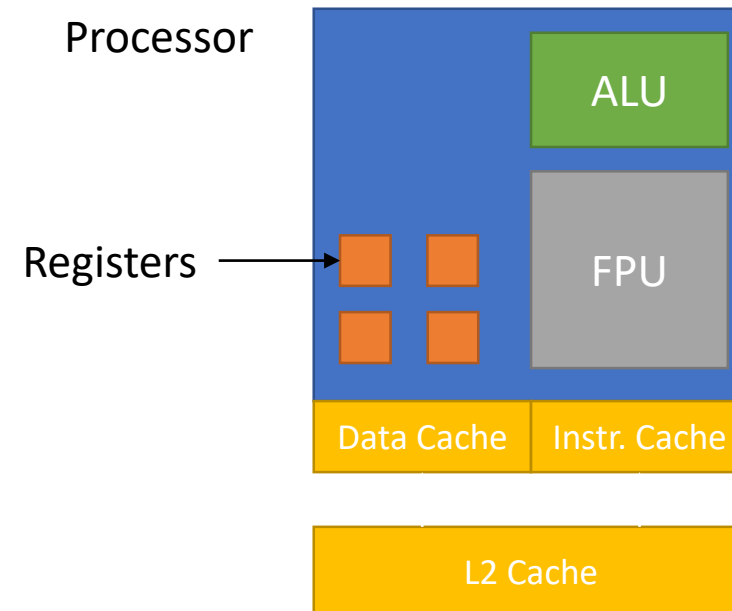 Processor
ALU
Registers
FPU
Data Cache
Instr. Cache
L2 Cache